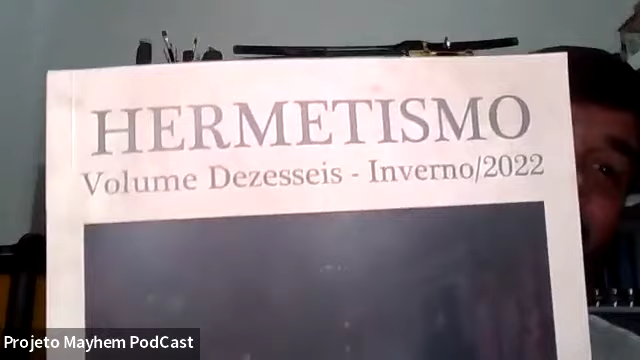 HERMETISMO
Volume Dezesseis - Inverno/2022
Projeto Mayhem PodCast